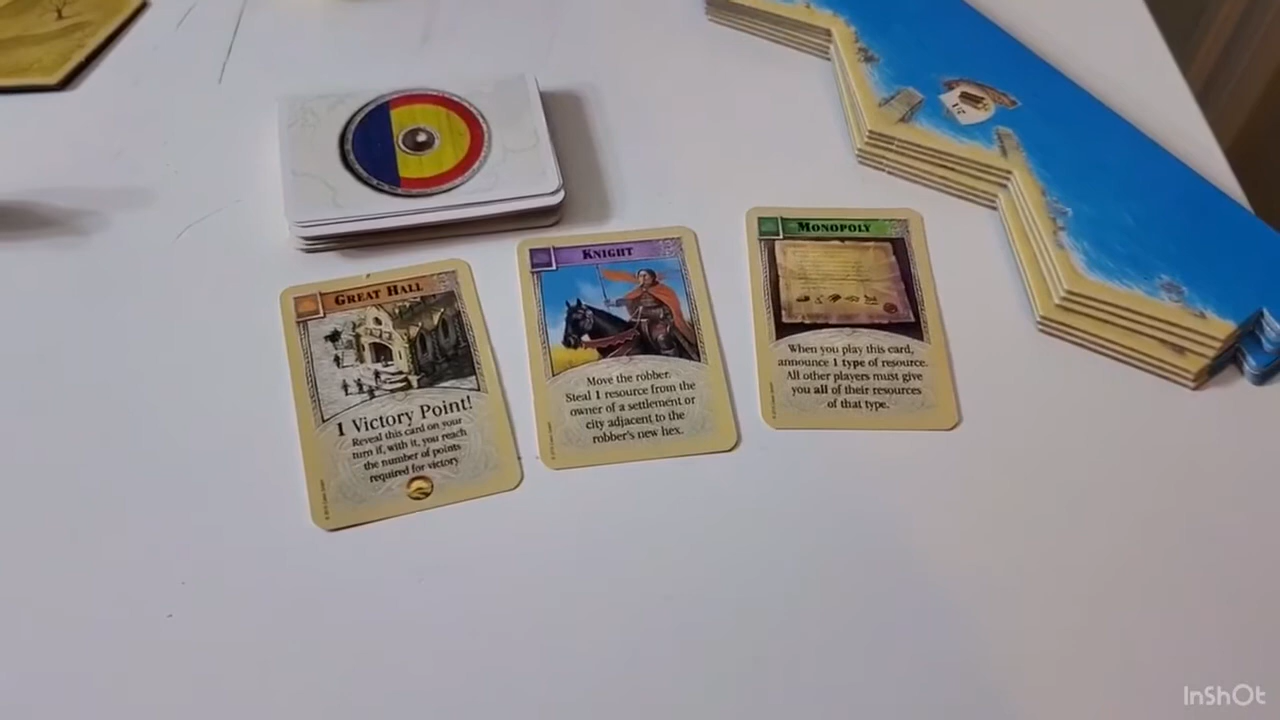 GREAT HALL
1 Victory Point!
Reveal this card on your
turn if, with it, you reach
the number of points
required for victory.
KNIGHT
Move the robber.
Steal 1 resource from the
owner of a settlement or
city adjacent to the
robber's new hex.
MONOPOLY
When you play this card,
announce 1 type of resource.
All other players must give
you all of their resources
of that type.
InShOt